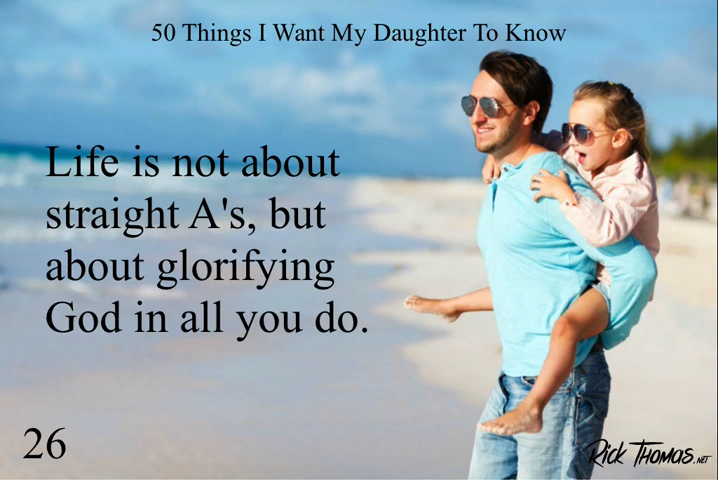 50 Things I Want My Daughter To Know
Life is not about
straight A's, but
about glorifying
God in all you do.
26
Rick Thomas.NET